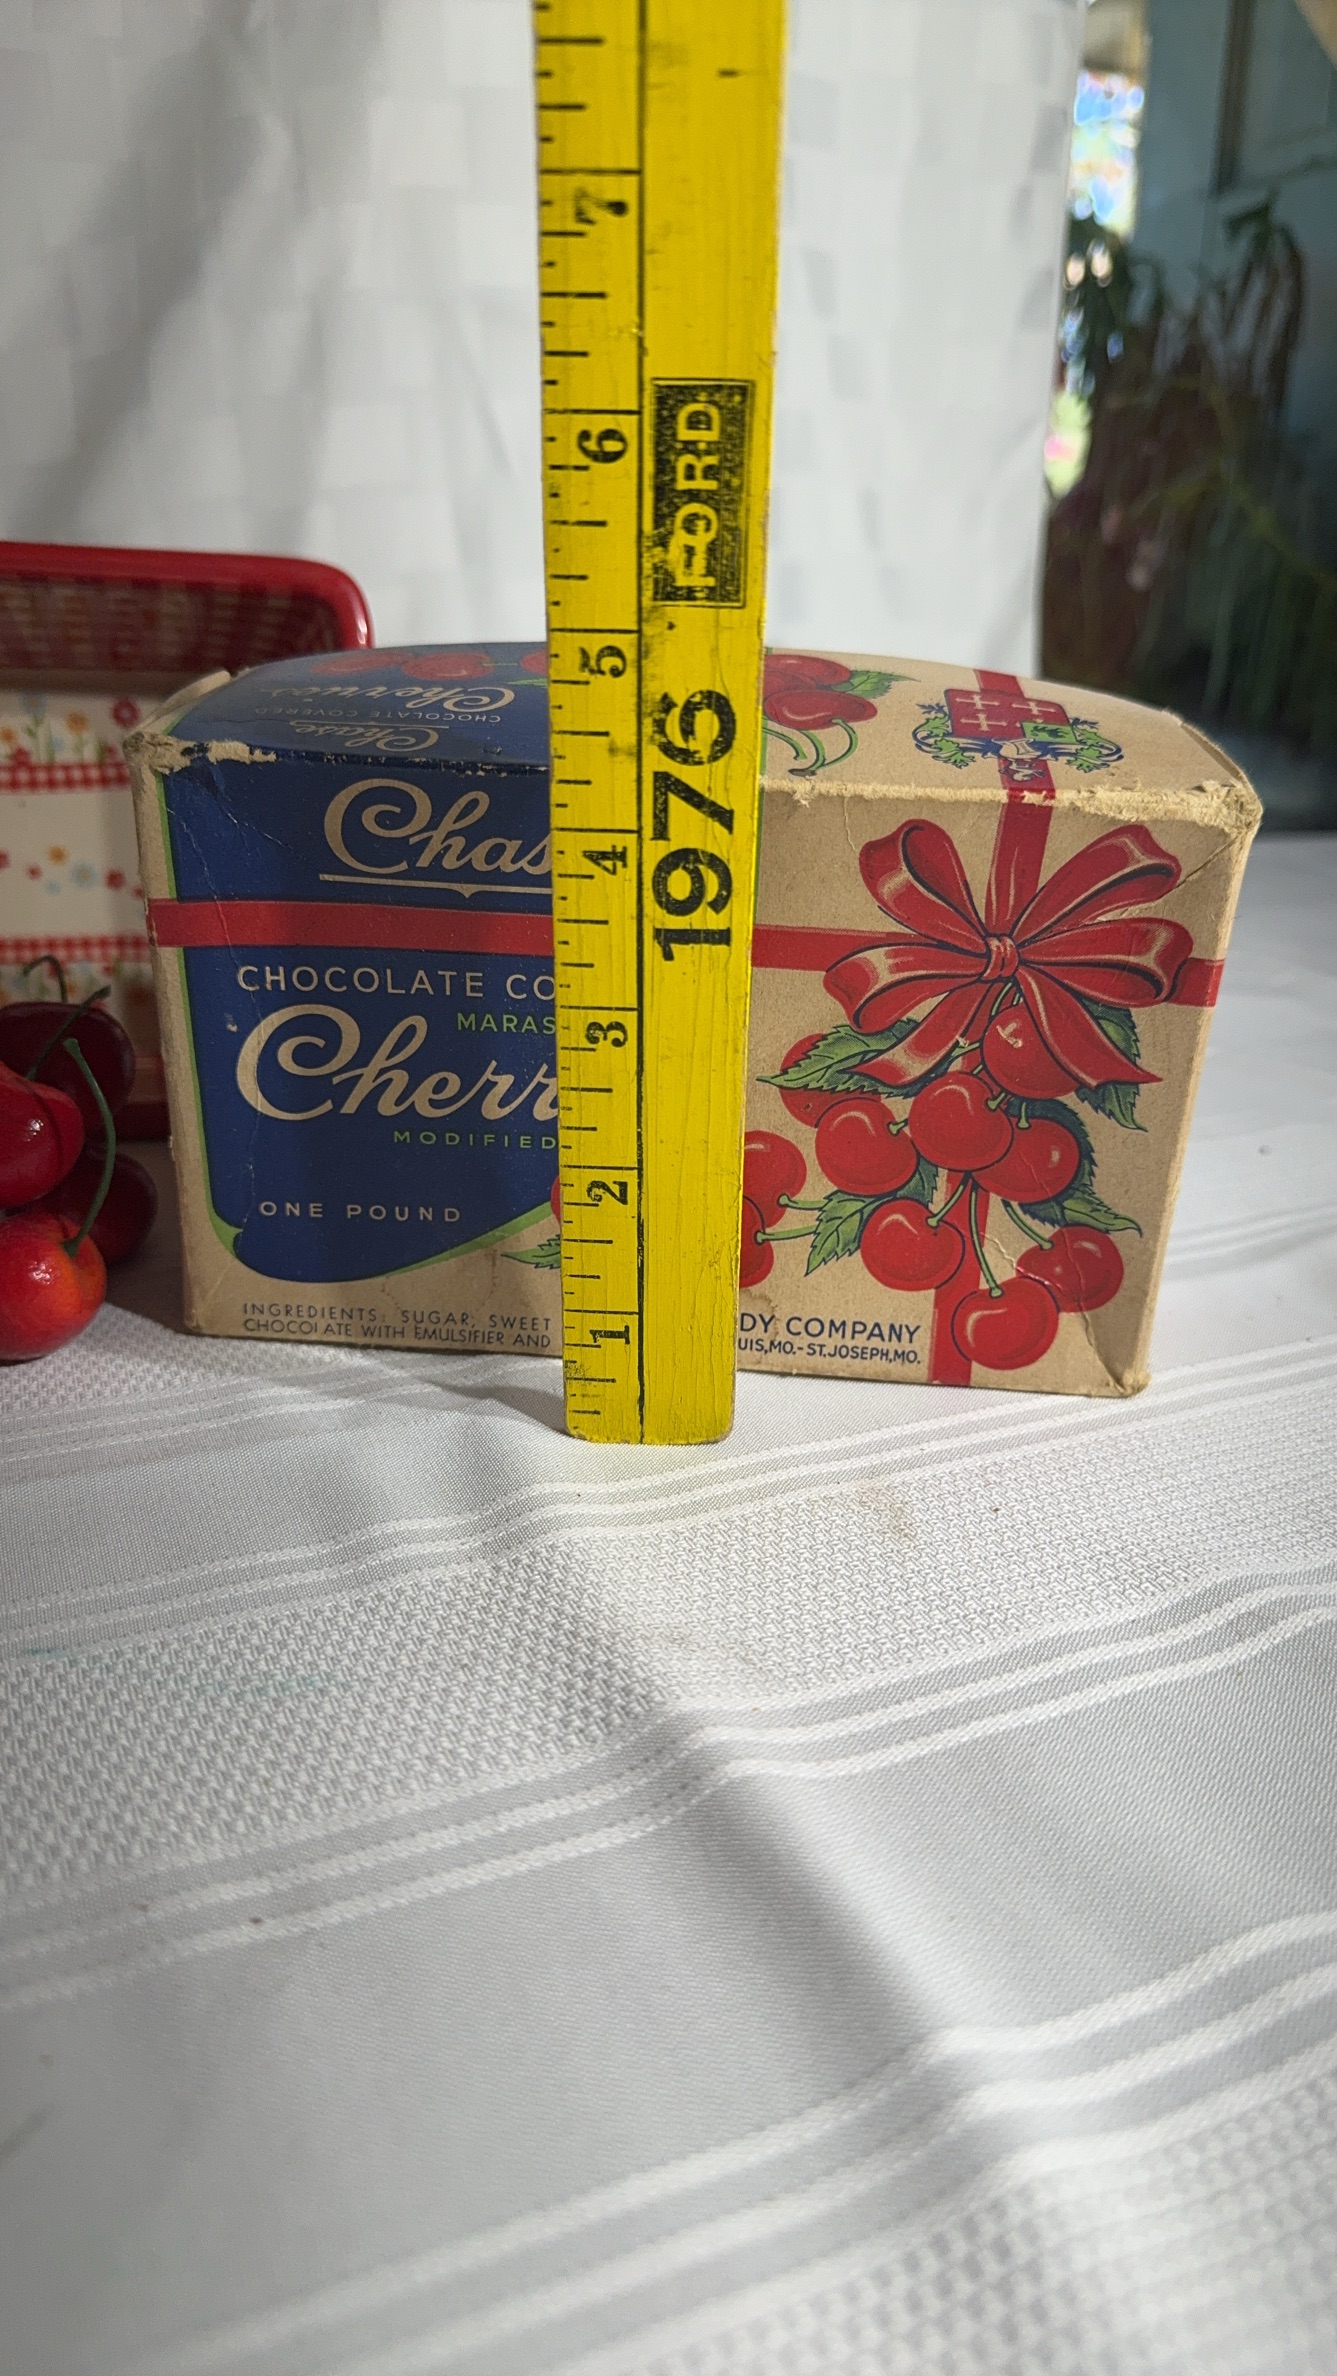 7
6
FORD
5
1976
4
3
2
1
Cherries
CHOCOLATE COVERED
Chase
Chas
CHOCOLATE CO
MARAS
Cherr
MODIFIED
ONE POUND
INGREDIENTS: SUGAR, SWEET
CHOCOLATE WITH EMULSIFIER AND
DY COMPANY
UIS, MO.-ST. JOSEPH, MO.